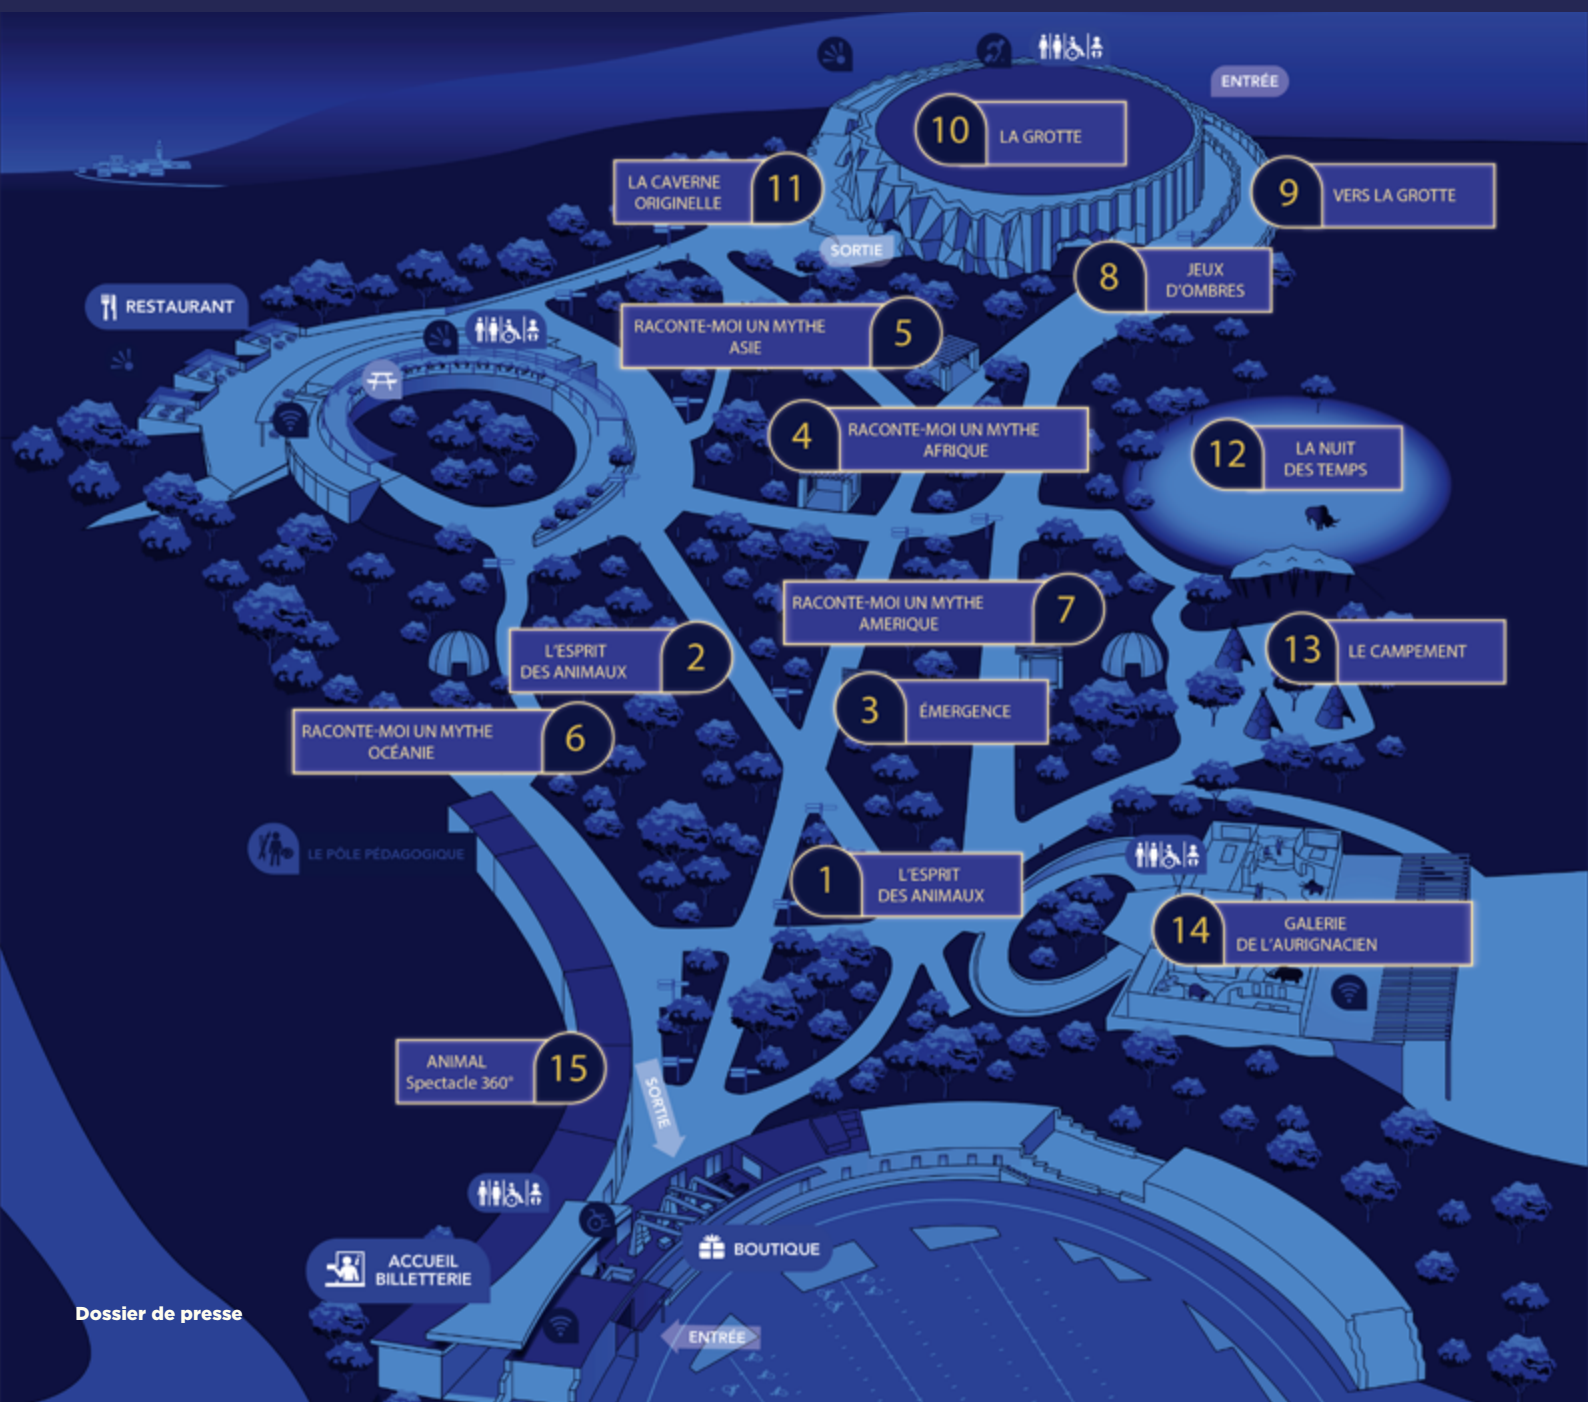 ENTRÉE
10
LA GROTTE
LA CAVERNE
ORIGINELLE
11
9
VERS LA GROTTE
SORTIE
8
JEUX
D'OMBRES
RESTAURANT
RACONTE-MOI UN MYTHE
ASIE
5
4
RACONTE-MOI UN MYTHE
AFRIQUE
12
LA NUIT
DES TEMPS
RACONTE-MOI UN MYTHE
AMERIQUE
7
L'ESPRIT
DES ANIMAUX
2
13
LE CAMPEMENT
3
ÉMERGENCE
RACONTE-MOI UN MYTHE
OCÉANIE
6
LE PÔLE PÉDAGOGIQUE
1
L'ESPRIT
DES ANIMAUX
14
GALERIE
DE L'AURIGNACIEN
ANIMAL
Spectacle 360°
15
SORTIE
ACCUEIL
BILLETTERIE
BOUTIQUE
Dossier de presse
ENTRÉE